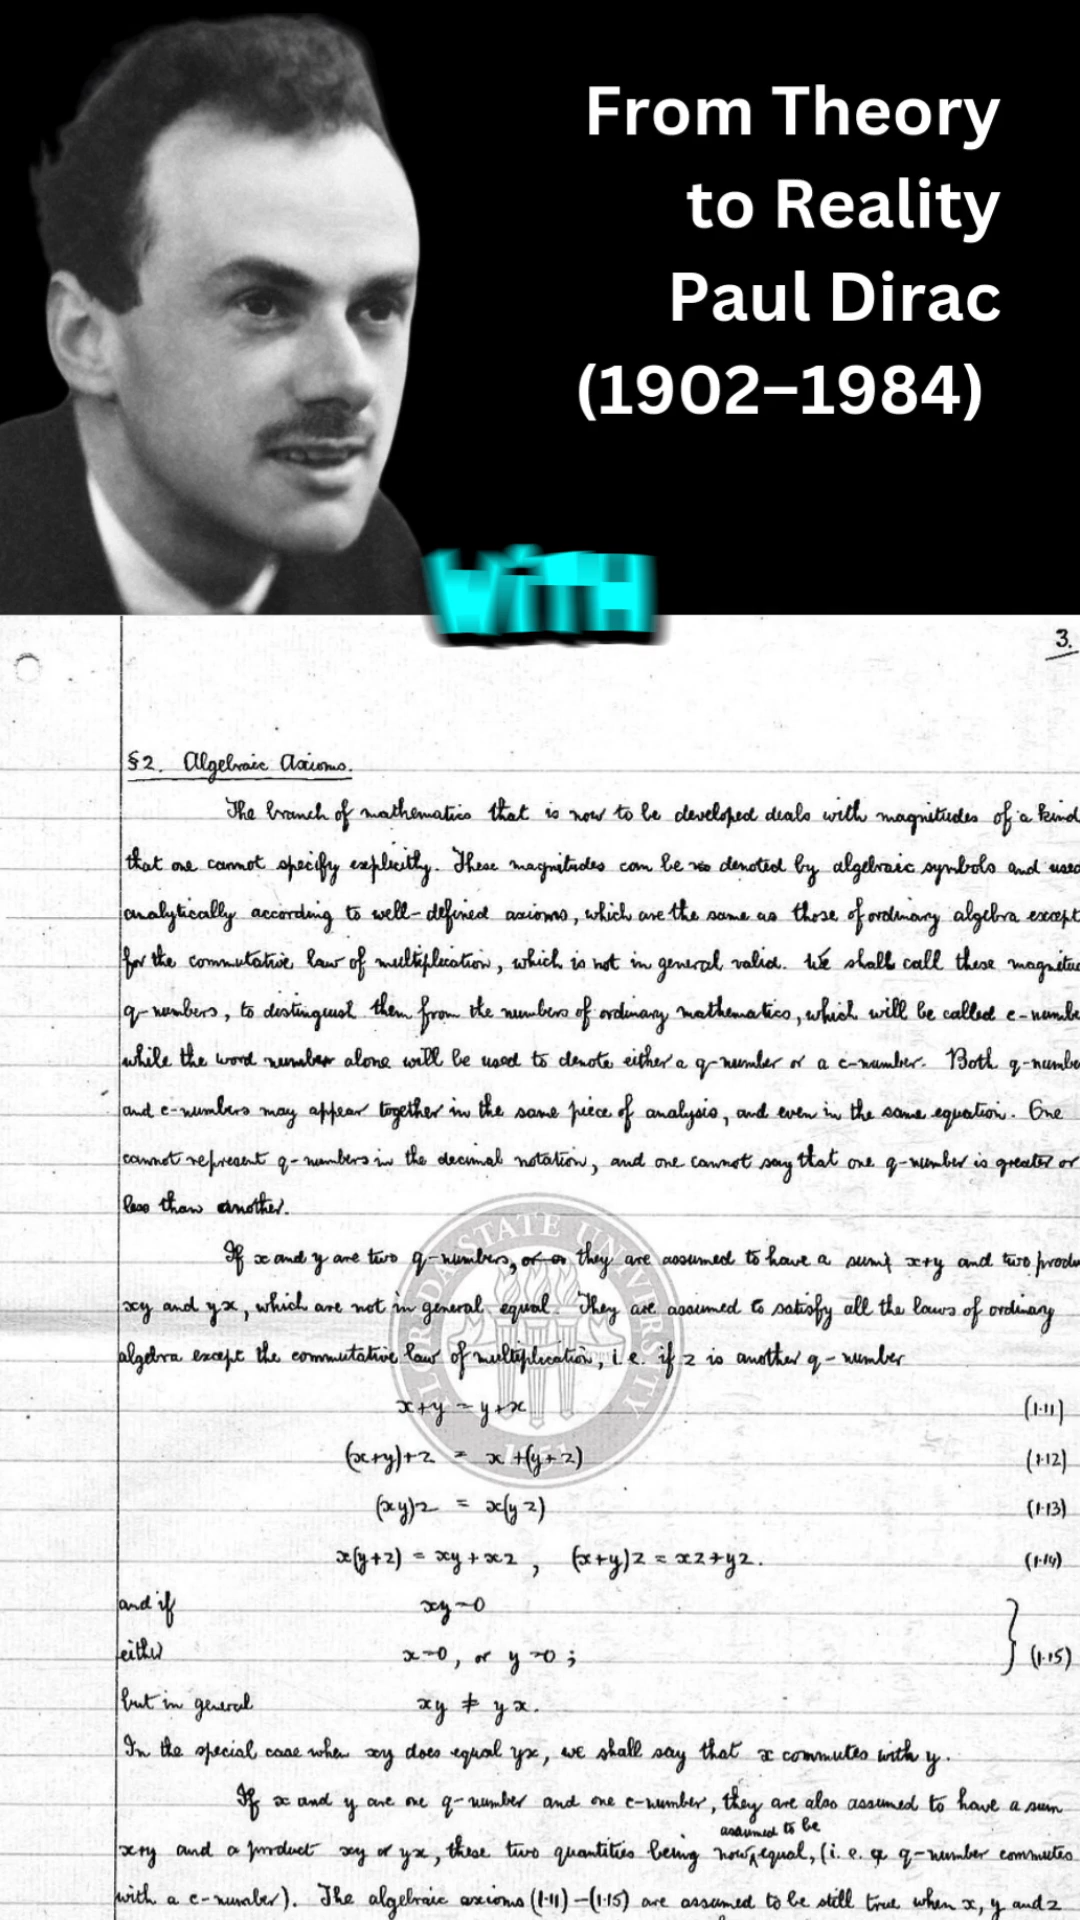 From Theory
to Reality
Paul Dirac
(1902–1984)
WiTH
3.
§2. Algebraic Axioms.
The branch of mathematics that is now to be developed deals with magnitudes of a kind
that one cannot specify explicitly. These magnitudes can be denoted by algebraic symbols and used
analytically according to well-defined axioms, which are the same as those of ordinary algebra except
for the commutative law of multiplication, which is not in general valid. We shall call these magnitu
q-numbers, to distinguish them from the numbers of ordinary mathematics, which will be called c-numbe
while the word number alone will be used to denote either a q-number or a c-number. Both q-numbe
and c-numbers may appear together in the same piece of analysis, and even in the same equation. One
cannot represent q-numbers in the decimal notation, and one cannot say that one q-number is greater or
less than another.
If x and y are two q-numbers, or they are assumed to have a sum x+y and two produ
xy and yx, which are not in general equal. They are assumed to satisfy all the laws of ordinary
algebra except the commutative law of multiplication, i.e. if z is another q-number
x+y = y+x (1·11)
(x+y)+z = x+(y+z) (1·12)
(xy)z = x(yz) (1·13)
x(y+z) = xy+xz, (x+y)z = xz+yz. (1·14)
and if xy=0
either x=0, or y=0; } (1·15)
but in general xy ≠ yx.
In the special case when xy does equal yx, we shall say that x commutes with y.
If x and y are one q-number and one c-number, they are also assumed to have a sum
assumed to be
x+y and a product xy or yx, these two quantities being now equal, (i.e. a q-number commutes
with a c-number). The algebraic axioms (1·11)–(1·15) are assumed to be still true when x, y and z
FLORIDA STATE UNIVERSITY
1851